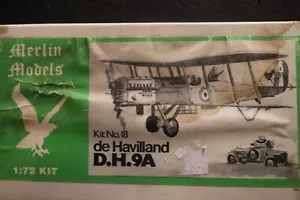 Merlin
Models
1:72 KIT
Kit No.18
de Havilland
D.H.9A